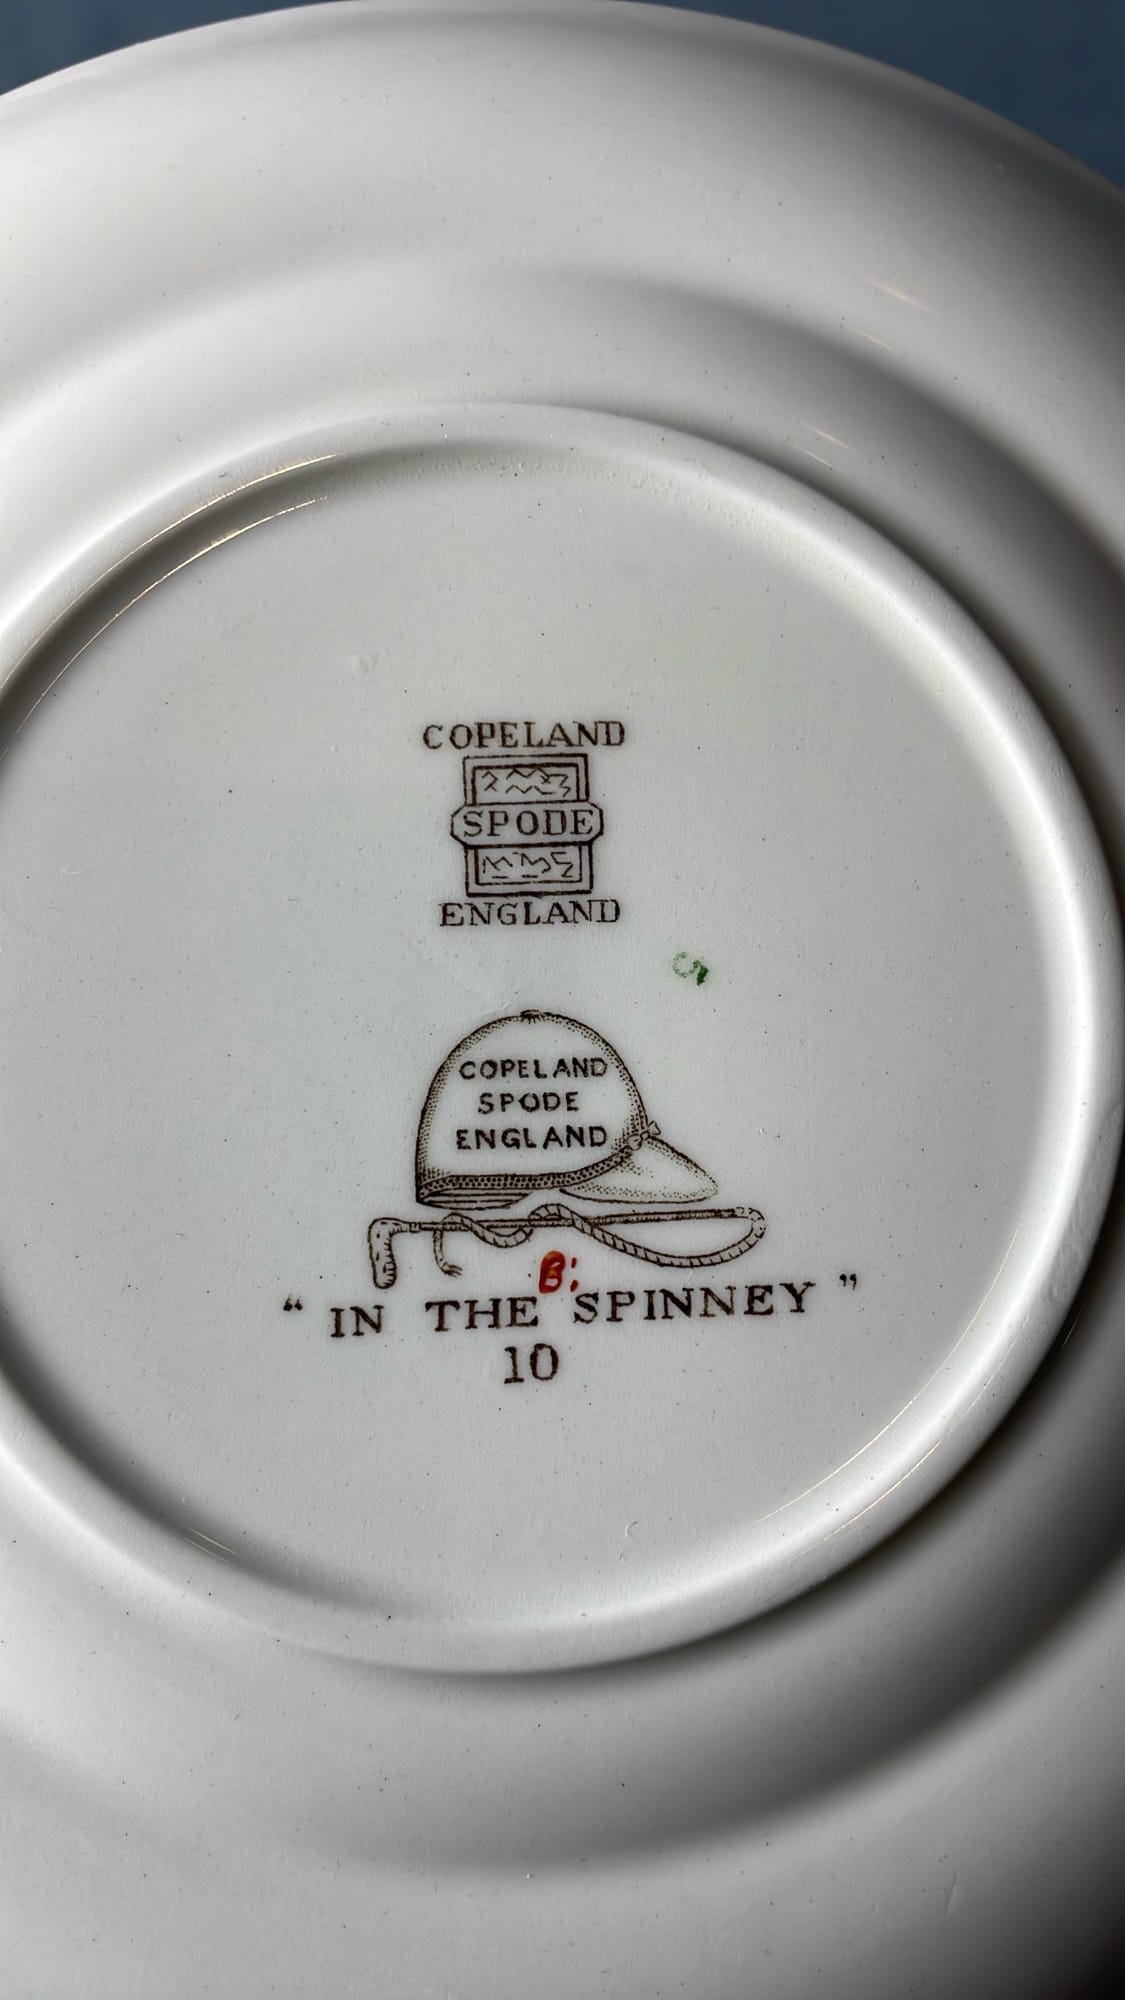 COPELAND
SPODE
ENGLAND
COPELAND
SPODE
ENGLAND
B:
" IN THE SPINNEY "
10